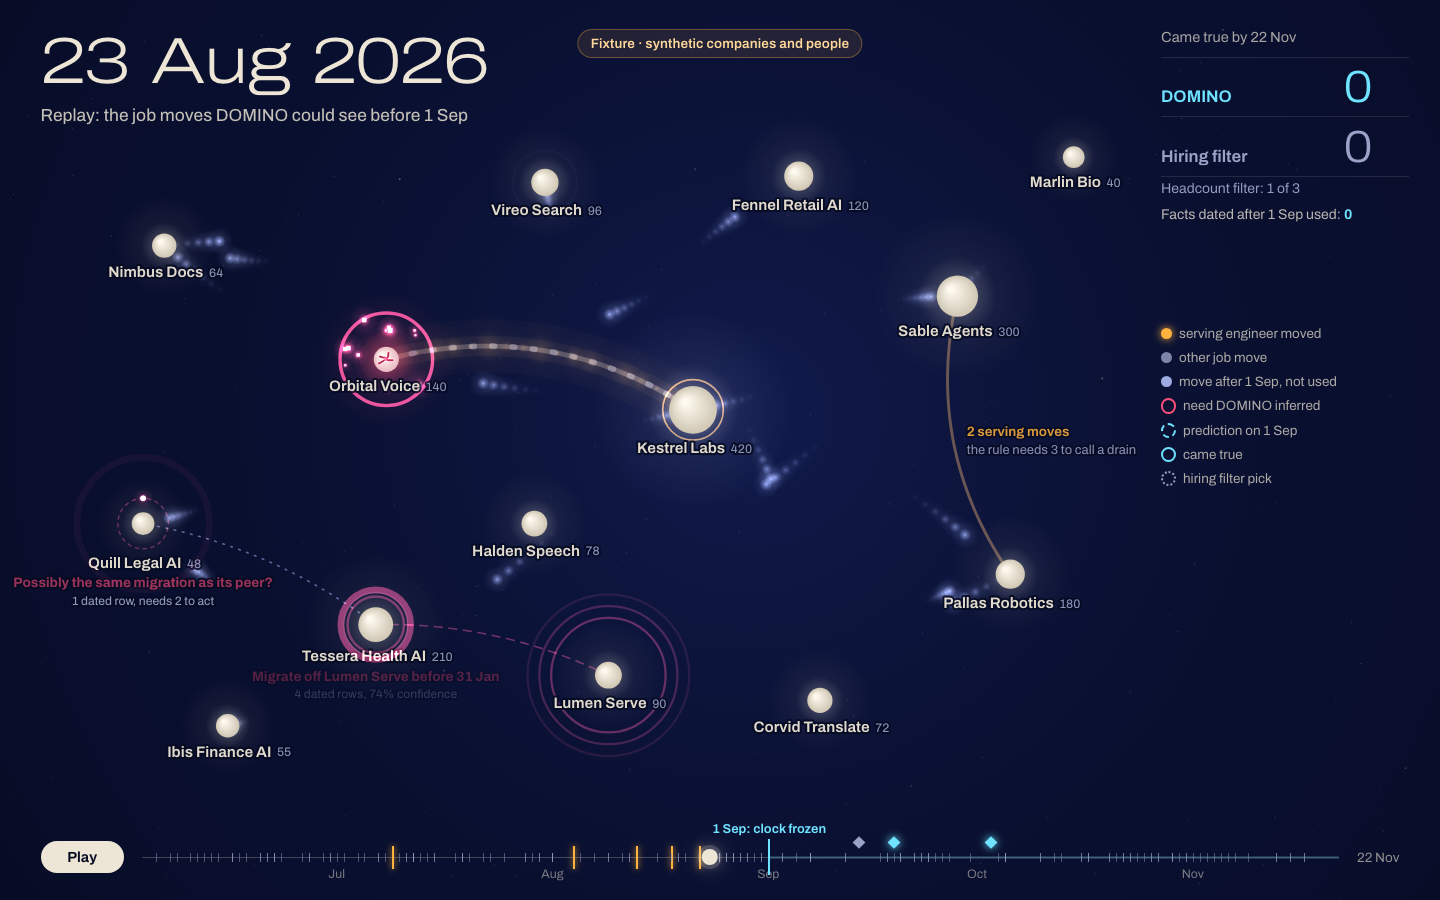 23 Aug 2026
Replay: the job moves DOMINO could see before 1 Sep
Fixture · synthetic companies and people
Came true by 22 Nov
DOMINO 0
Hiring filter 0
Headcount filter: 1 of 3
Facts dated after 1 Sep used: 0
Marlin Bio 40
Vireo Search 96
Fennel Retail AI 120
Nimbus Docs 64
Sable Agents 300
Orbital Voice 140
Kestrel Labs 420
serving engineer moved
other job move
move after 1 Sep, not used
need DOMINO inferred
prediction on 1 Sep
came true
hiring filter pick
2 serving moves
the rule needs 3 to call a drain
Halden Speech 78
Quill Legal AI 48
Possibly the same migration as its peer?
1 dated row, needs 2 to act
Pallas Robotics 180
Tessera Health AI 210
Migrate off Lumen Serve before 31 Jan
4 dated rows, 74% confidence
Lumen Serve 90
Corvid Translate 72
Ibis Finance AI 55
1 Sep: clock frozen
Play
22 Nov
Jul
Aug
Sep
Oct
Nov